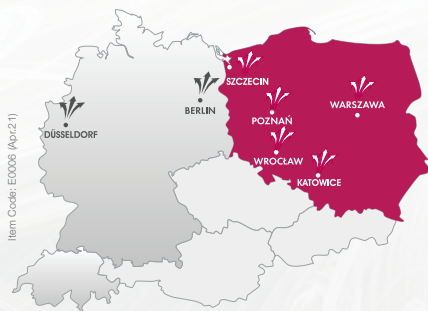 SZCZECIN
BERLIN
WARSZAWA
POZNAŃ
DÜSSELDORF
WROCŁAW
KATOWICE
Item Code: E0006 (Apr.21)